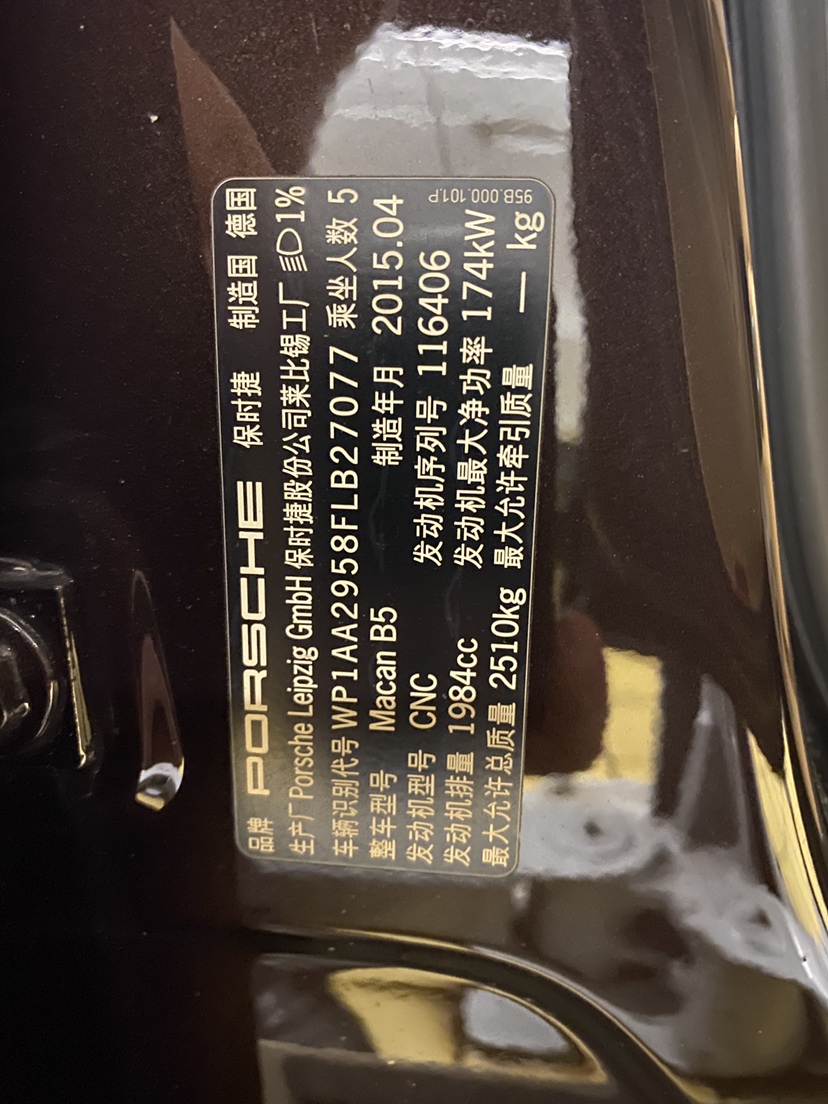 品牌 PORSCHE 保时捷 制造国 德国
生产厂 Porsche Leipzig GmbH 保时捷股份公司莱比锡工厂 1%
车辆识别代号 WP1AA2958FLB27077 乘坐人数 5
整车型号 Macan B5 制造年月 2015.04
发动机型号 CNC 发动机序列号 116406
发动机排量 1984cc 发动机最大净功率 174kW
最大允许总质量 2510kg 最大允许牵引质量 — kg
95B.000.101.P